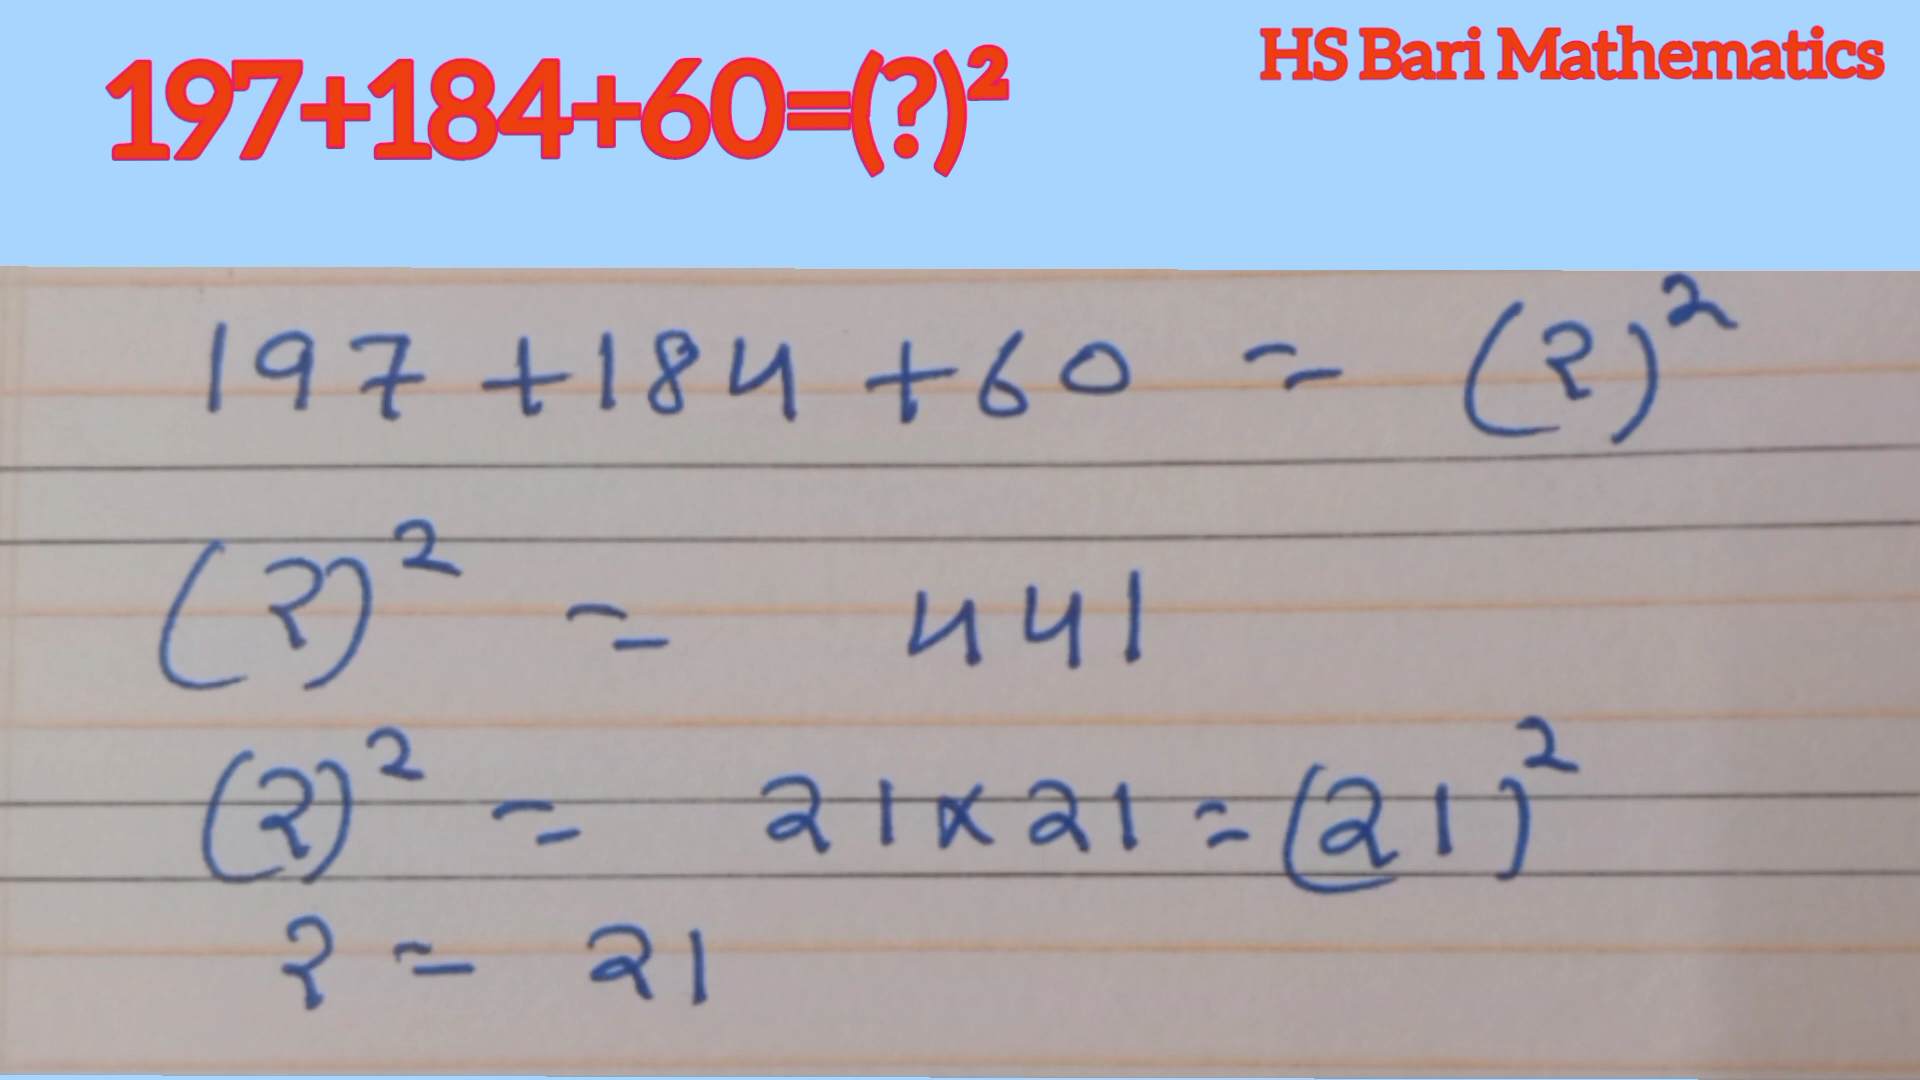 197+184+60=(?)²
HS Bari Mathematics
197 + 184 + 60 = (?)²
(?)² = 441
(?)² = 21 × 21 = (21)²
? = 21